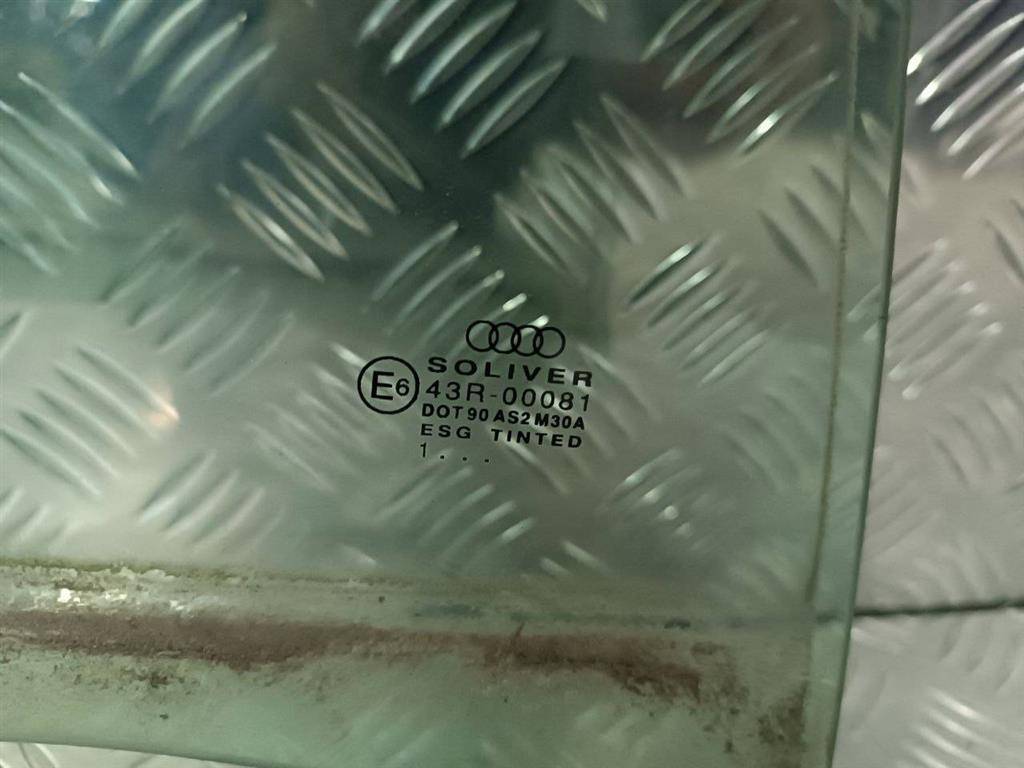 SOLIVER
E6 43R-00081
DOT 90 AS2 M30A
ESG TINTED
1...